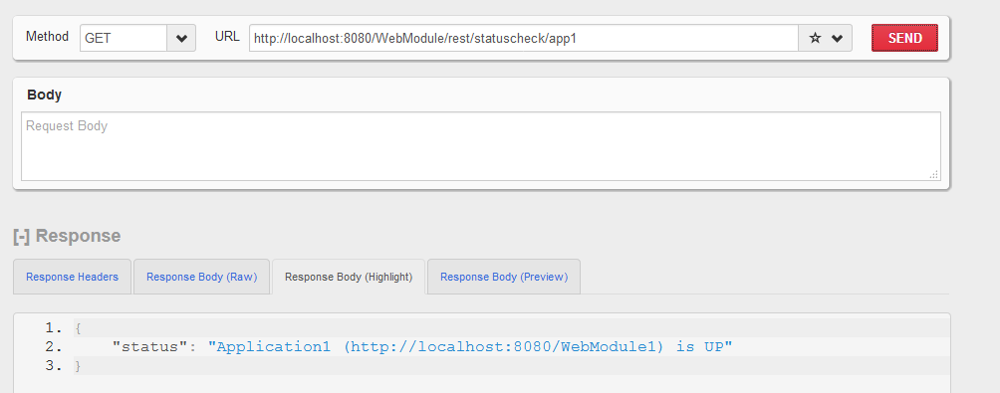 Method GET URL http://localhost:8080/WebModule/rest/statuscheck/app1 SEND
Body
Request Body
[-] Response
Response Headers Response Body (Raw) Response Body (Highlight) Response Body (Preview)
1. {
2. "status": "Application1 (http://localhost:8080/WebModule1) is UP"
3. }